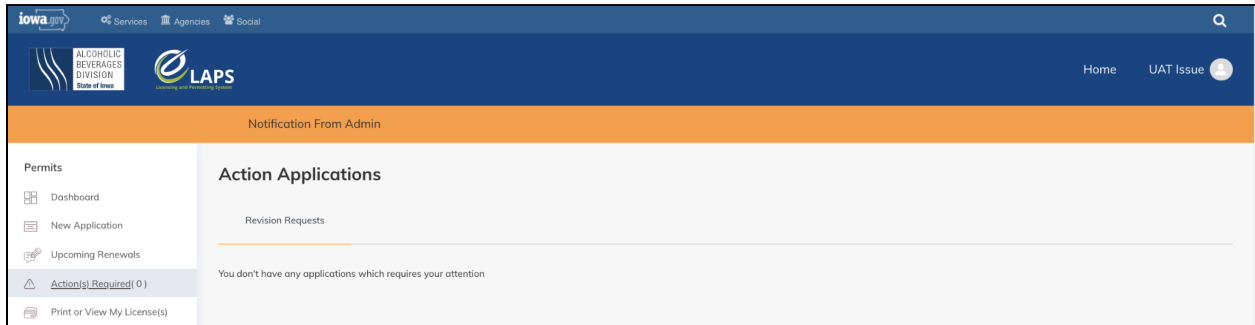 iowa.gov Services Agencies Social
ALCOHOLIC
BEVERAGES
DIVISION
State of Iowa
eLAPS
Licensing and Permitting System
Home UAT Issue
Notification From Admin
Permits
Dashboard
New Application
Upcoming Renewals
Action(s) Required( 0 )
Print or View My License(s)
Action Applications
Revision Requests
You don't have any applications which requires your attention